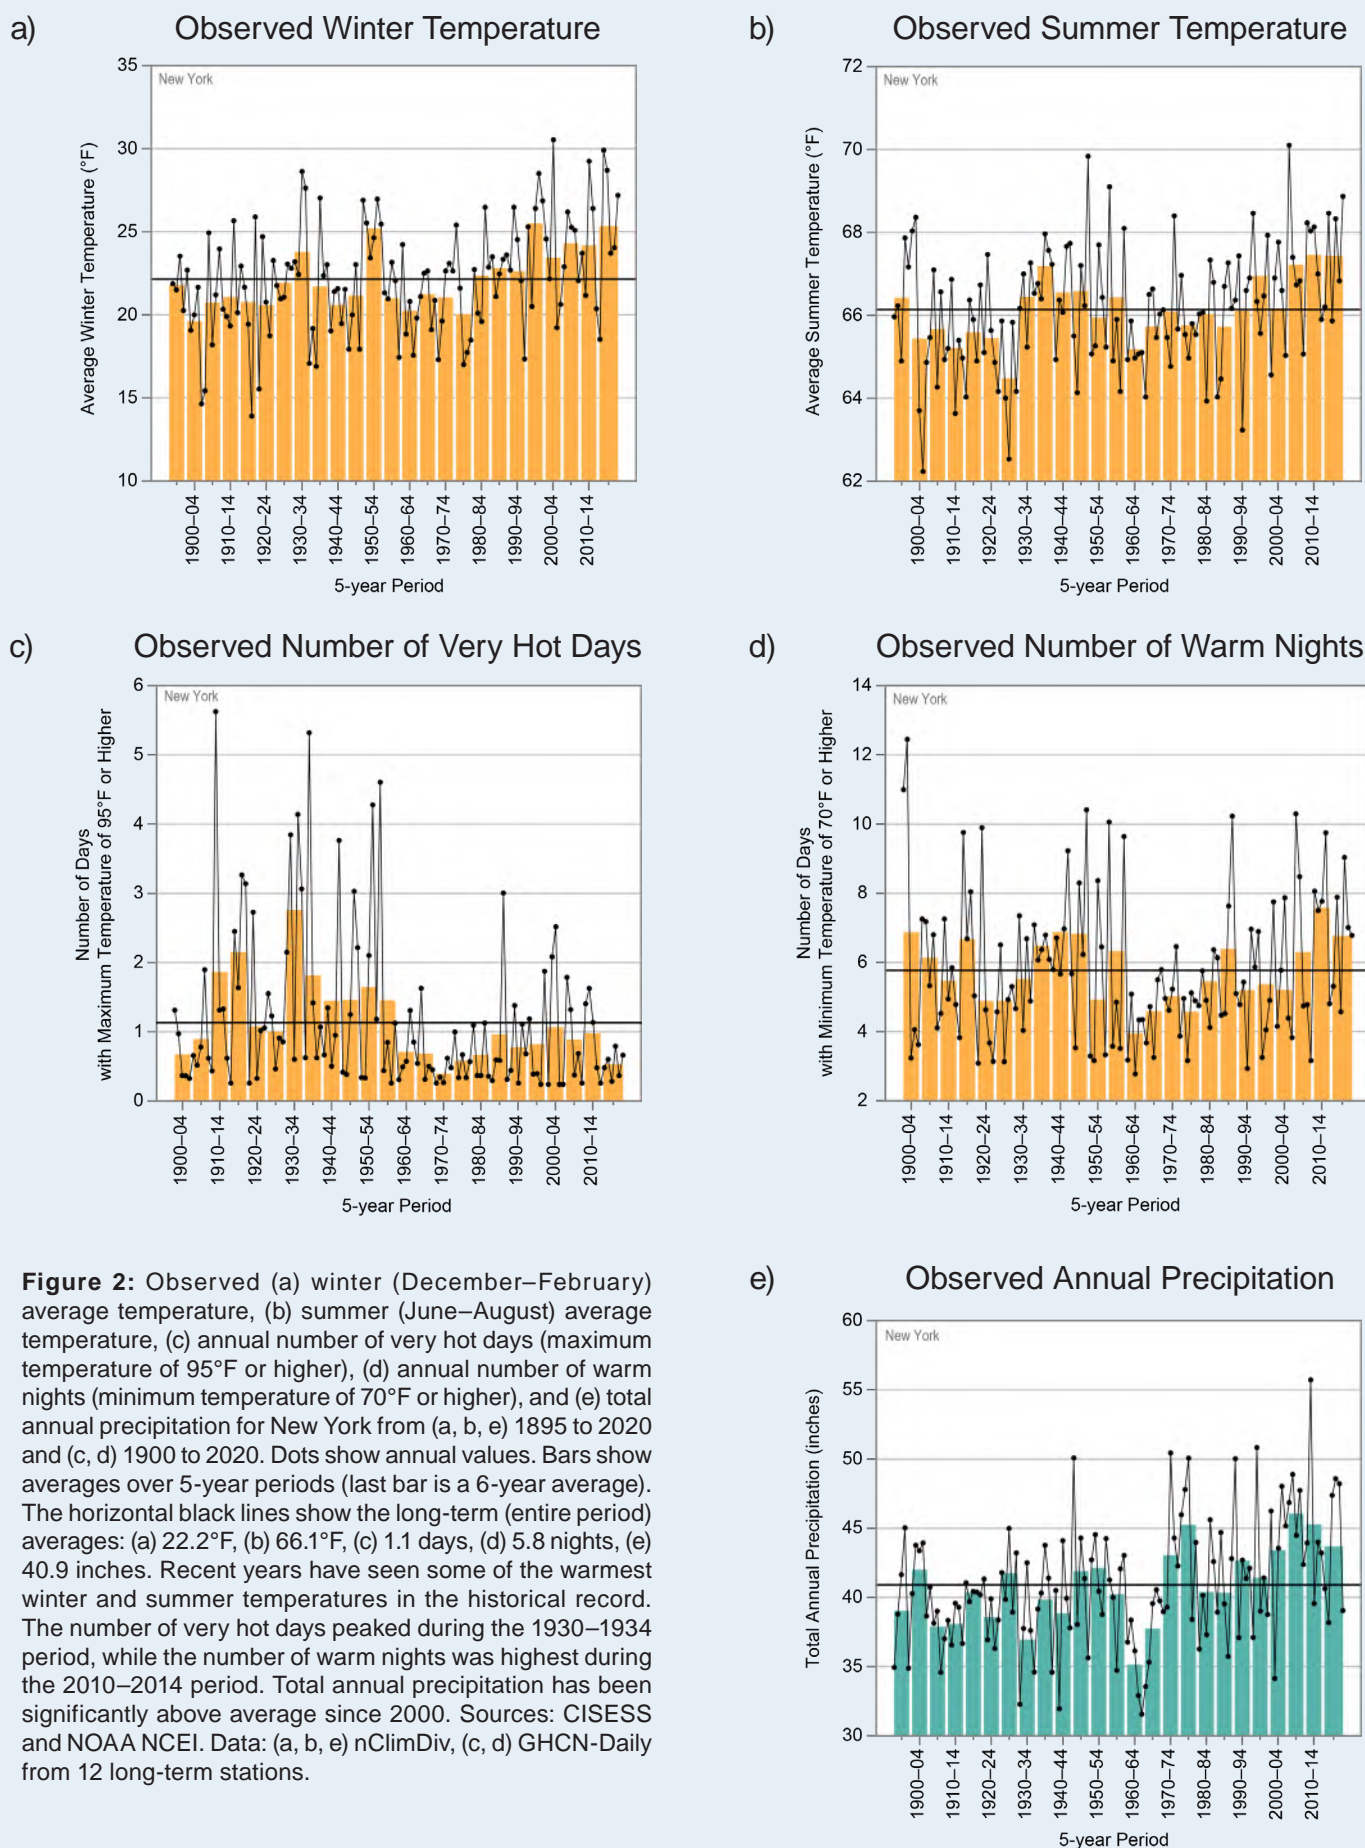 a)
Observed Winter Temperature
New York
Average Winter Temperature (°F)
35
30
25
20
15
10
1900–04
1910–14
1920–24
1930–34
1940–44
1950–54
1960–64
1970–74
1980–84
1990–94
2000–04
2010–14
5-year Period
b)
Observed Summer Temperature
New York
Average Summer Temperature (°F)
72
70
68
66
64
62
1900–04
1910–14
1920–24
1930–34
1940–44
1950–54
1960–64
1970–74
1980–84
1990–94
2000–04
2010–14
5-year Period
c)
Observed Number of Very Hot Days
New York
Number of Days
with Maximum Temperature of 95°F or Higher
6
5
4
3
2
1
0
1900–04
1910–14
1920–24
1930–34
1940–44
1950–54
1960–64
1970–74
1980–84
1990–94
2000–04
2010–14
5-year Period
d)
Observed Number of Warm Nights
New York
Number of Days
with Minimum Temperature of 70°F or Higher
14
12
10
8
6
4
2
1900–04
1910–14
1920–24
1930–34
1940–44
1950–54
1960–64
1970–74
1980–84
1990–94
2000–04
2010–14
5-year Period
Figure 2: Observed (a) winter (December–February)
average temperature, (b) summer (June–August) average
temperature, (c) annual number of very hot days (maximum
temperature of 95°F or higher), (d) annual number of warm
nights (minimum temperature of 70°F or higher), and (e) total
annual precipitation for New York from (a, b, e) 1895 to 2020
and (c, d) 1900 to 2020. Dots show annual values. Bars show
averages over 5-year periods (last bar is a 6-year average).
The horizontal black lines show the long-term (entire period)
averages: (a) 22.2°F, (b) 66.1°F, (c) 1.1 days, (d) 5.8 nights, (e)
40.9 inches. Recent years have seen some of the warmest
winter and summer temperatures in the historical record.
The number of very hot days peaked during the 1930–1934
period, while the number of warm nights was highest during
the 2010–2014 period. Total annual precipitation has been
significantly above average since 2000. Sources: CISESS
and NOAA NCEI. Data: (a, b, e) nClimDiv, (c, d) GHCN-Daily
from 12 long-term stations.
e)
Observed Annual Precipitation
New York
Total Annual Precipitation (inches)
60
55
50
45
40
35
30
1900–04
1910–14
1920–24
1930–34
1940–44
1950–54
1960–64
1970–74
1980–84
1990–94
2000–04
2010–14
5-year Period